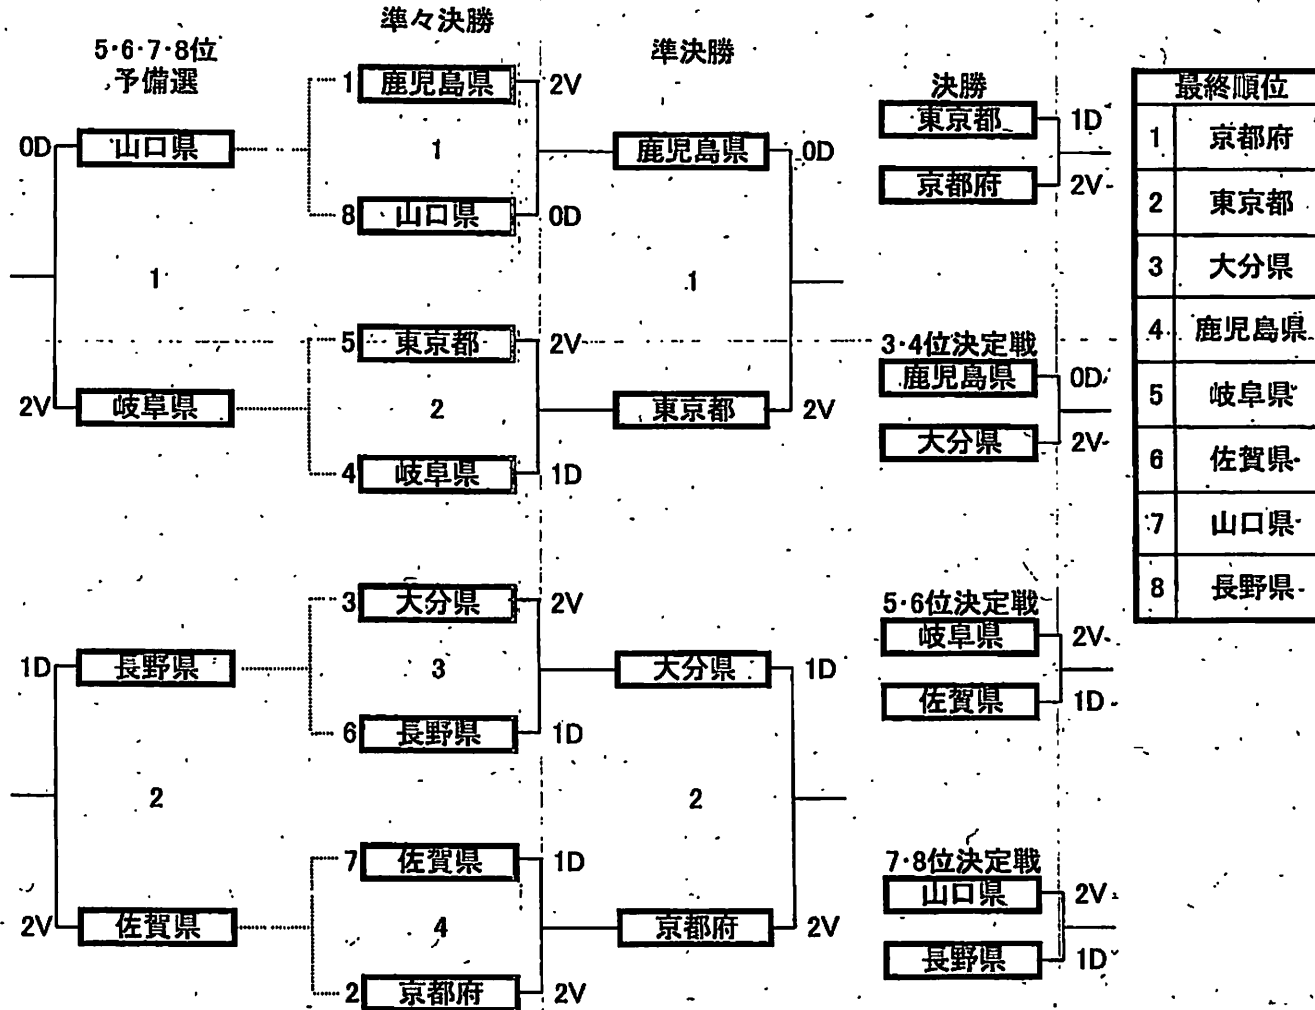 5・6・7・8位
予備選
0D 山口県
1
2V 岐阜県
1D 長野県
2
2V 佐賀県
準々決勝
1 鹿児島県 2V
1
8 山口県 0D
5 東京都 2V
2
4 岐阜県 1D
3 大分県 2V
3
6 長野県 1D
7 佐賀県 1D
4
2 京都府 2V
準決勝
鹿児島県 0D
1
東京都 2V
大分県 1D
2
京都府 2V
決勝
東京都 1D
京都府 2V
3・4位決定戦
鹿児島県 0D
大分県 2V
5・6位決定戦
岐阜県 2V
佐賀県 1D
7・8位決定戦
山口県 2V
長野県 1D
最終順位
1 京都府
2 東京都
3 大分県
4 鹿児島県
5 岐阜県
6 佐賀県
7 山口県
8 長野県